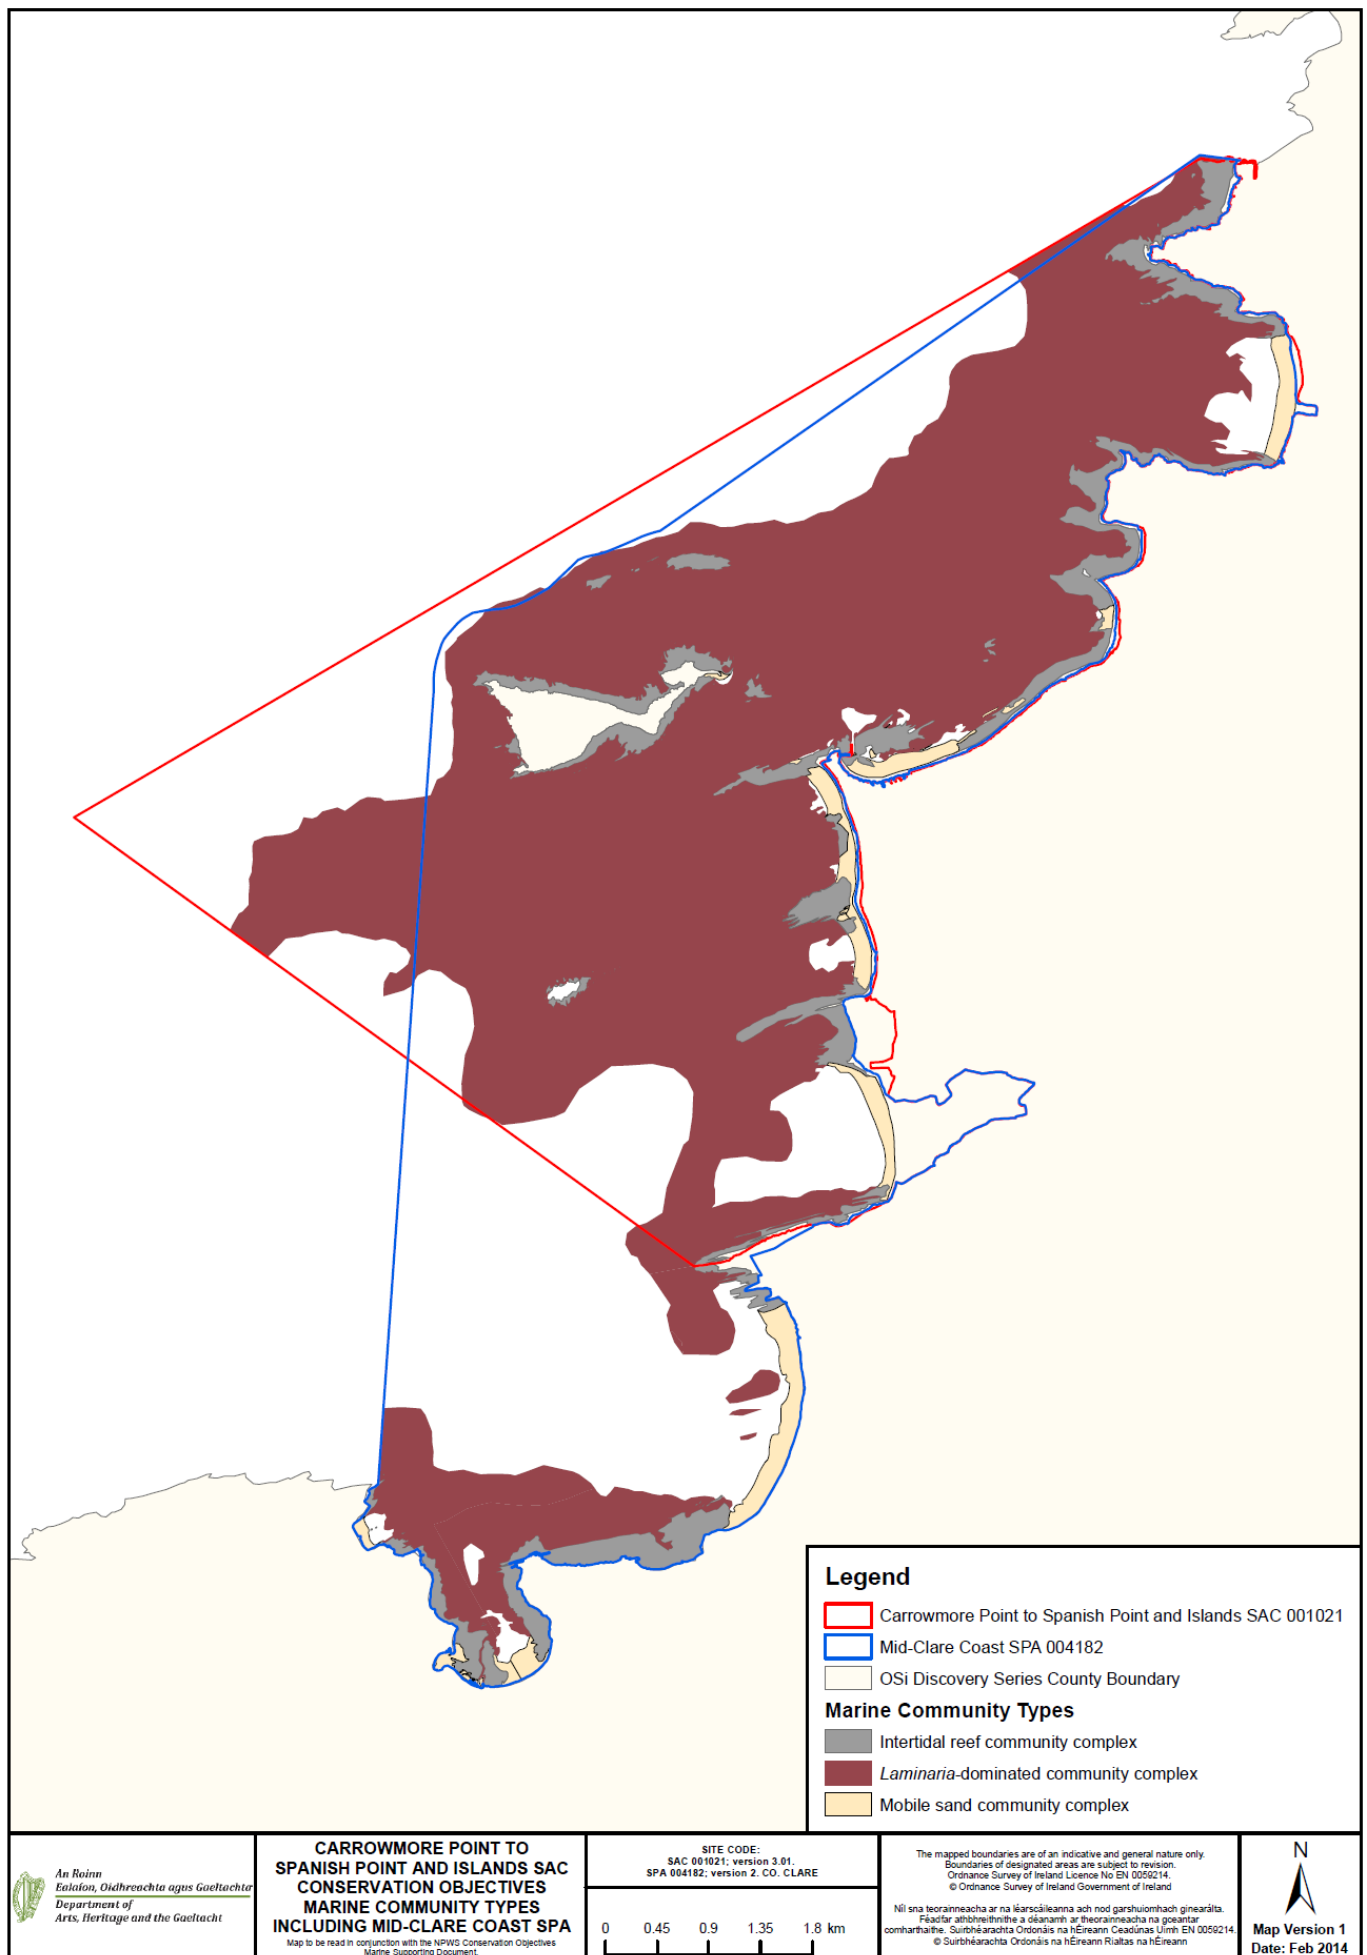 Legend
Carrowmore Point to Spanish Point and Islands SAC 001021
Mid-Clare Coast SPA 004182
OSi Discovery Series County Boundary
Marine Community Types
Intertidal reef community complex
Laminaria-dominated community complex
Mobile sand community complex
An Roinn
Ealaíon, Oidhreachta agus Gaeltachta
Department of
Arts, Heritage and the Gaeltacht
CARROWMORE POINT TO
SPANISH POINT AND ISLANDS SAC
CONSERVATION OBJECTIVES
MARINE COMMUNITY TYPES
INCLUDING MID-CLARE COAST SPA
Map to be read in conjunction with the NPWS Conservation Objectives
Marine Supporting Document.
SITE CODE:
SAC 001021; version 3.01.
SPA 004182; version 2. CO. CLARE
0 0.45 0.9 1.35 1.8 km
The mapped boundaries are of an indicative and general nature only.
Boundaries of designated areas are subject to revision.
Ordnance Survey of Ireland Licence No EN 0059214.
© Ordnance Survey of Ireland Government of Ireland
Níl sna teorainneacha ar na léarscáileanna ach nod garshuiomhach ginearálta.
Féadfar athbhreithnithe a déanamh ar theorainneacha na gceantar
comharthaithe. Suirbhéarachta Ordonáis na hÉireann Ceadúnas Uimh EN 0059214.
© Suirbhéarachta Ordonáis na hÉireann Rialtas na hÉireann
N
Map Version 1
Date: Feb 2014